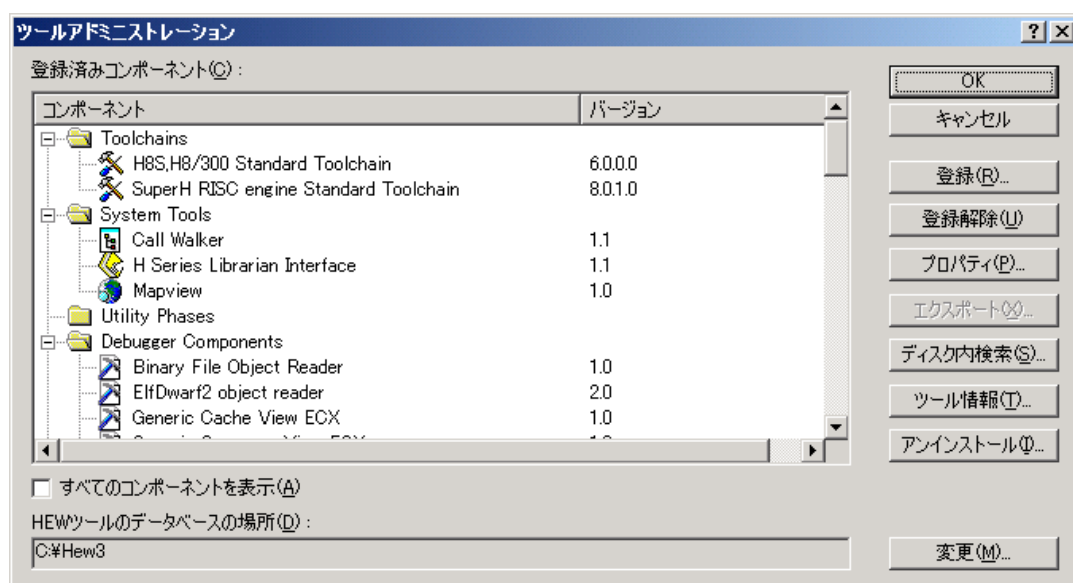 ツールアドミニストレーション
登録済みコンポーネント(C):
コンポーネント バージョン
Toolchains
H8S,H8/300 Standard Toolchain 6.0.0.0
SuperH RISC engine Standard Toolchain 8.0.1.0
System Tools
Call Walker 1.1
H Series Librarian Interface 1.1
Mapview 1.0
Utility Phases
Debugger Components
Binary File Object Reader 1.0
ElfDwarf2 object reader 2.0
Generic Cache View ECX 1.0
すべてのコンポーネントを表示(A)
HEWツールのデータベースの場所(D):
C:¥Hew3
OK
キャンセル
登録(R)...
登録解除(U)
プロパティ(P)...
エクスポート(X)...
ディスク内検索(S)...
ツール情報(T)...
アンインストール(I)...
変更(M)...